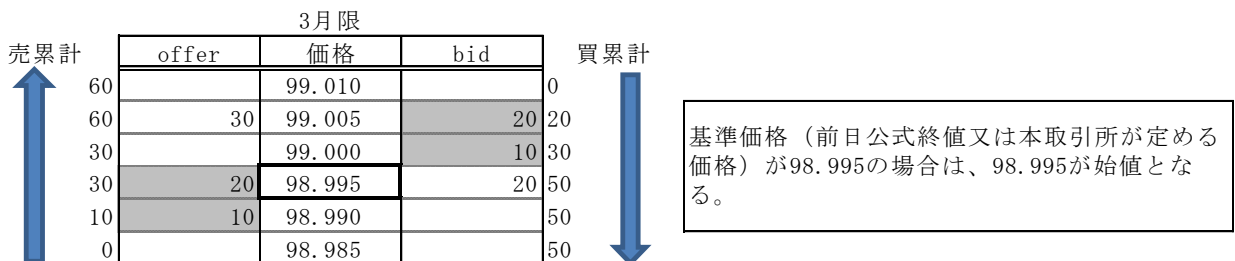 3月限
売累計 offer 価格 bid 買累計
60 99.010 0
60 30 99.005 20 20
30 99.000 10 30
30 20 98.995 20 50
10 10 98.990 50
0 98.985 50
基準価格（前日公式終値又は本取引所が定める
価格）が98.995の場合は、98.995が始値とな
る。